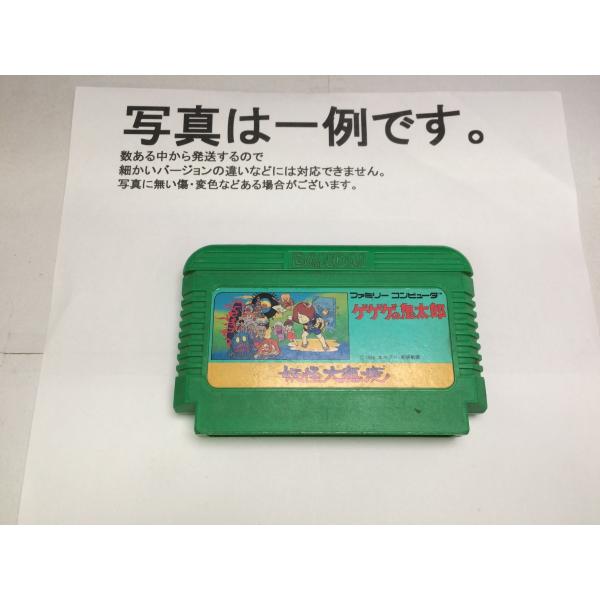 写真は一例です。
数ある中から発送するので
細かいバージョンの違いなどには対応できません。
写真に無い傷・変色などある場合がございます。
BANDAI
ファミリー コンピュータ
ゲゲゲの鬼太郎
妖怪大魔境